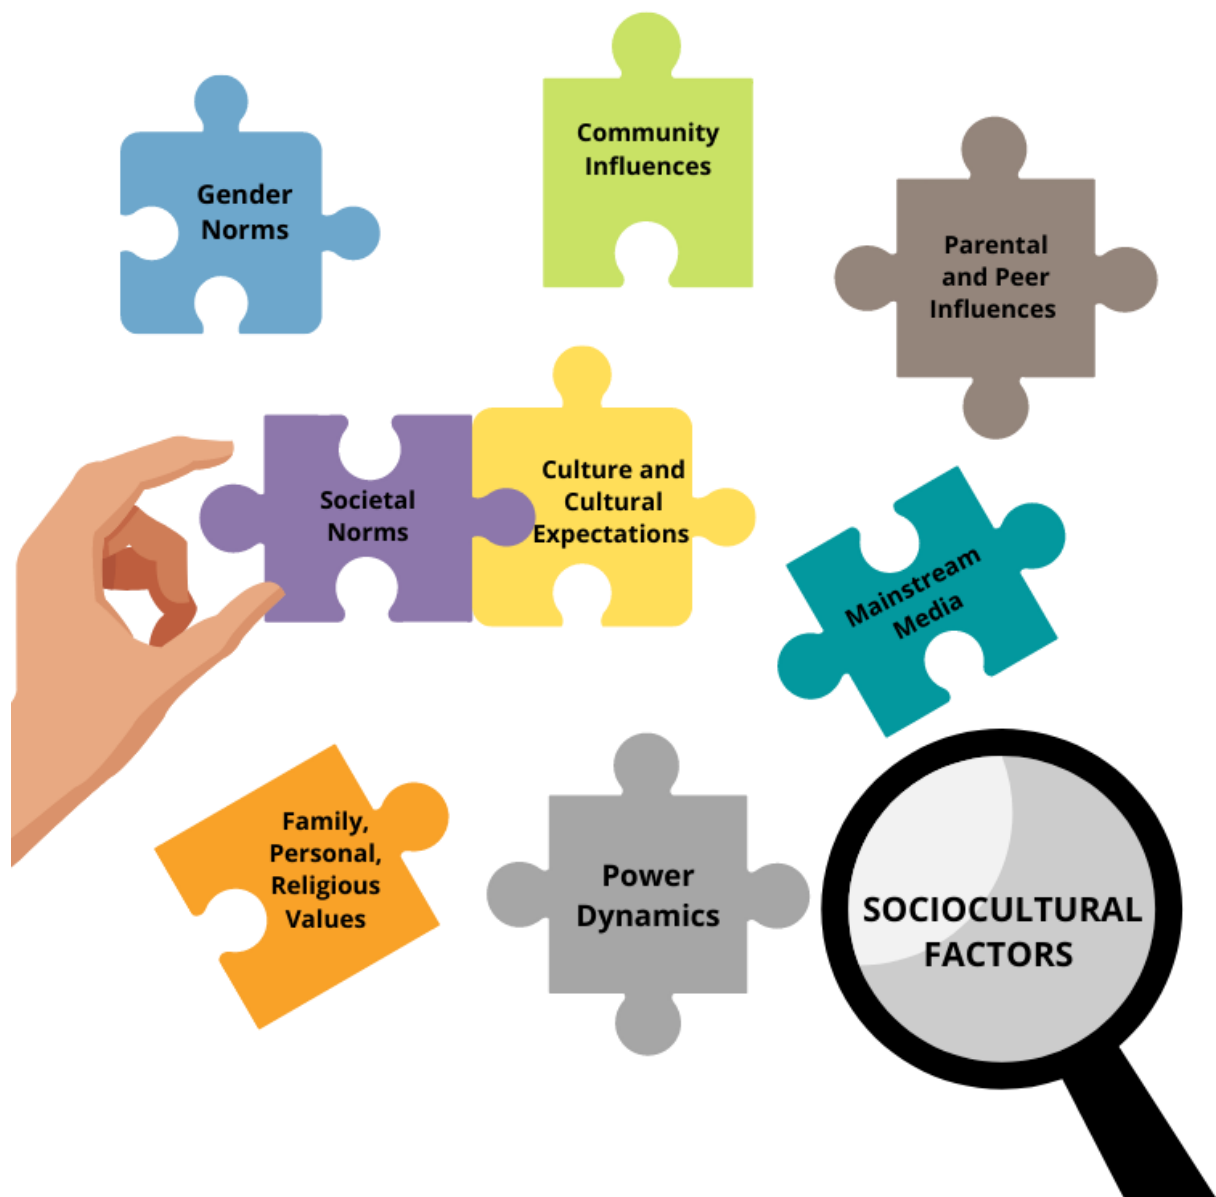 Gender
Norms
Community
Influences
Parental
and Peer
Influences
Societal
Norms
Culture and
Cultural
Expectations
Mainstream
Media
Family,
Personal,
Religious
Values
Power
Dynamics
SOCIOCULTURAL
FACTORS